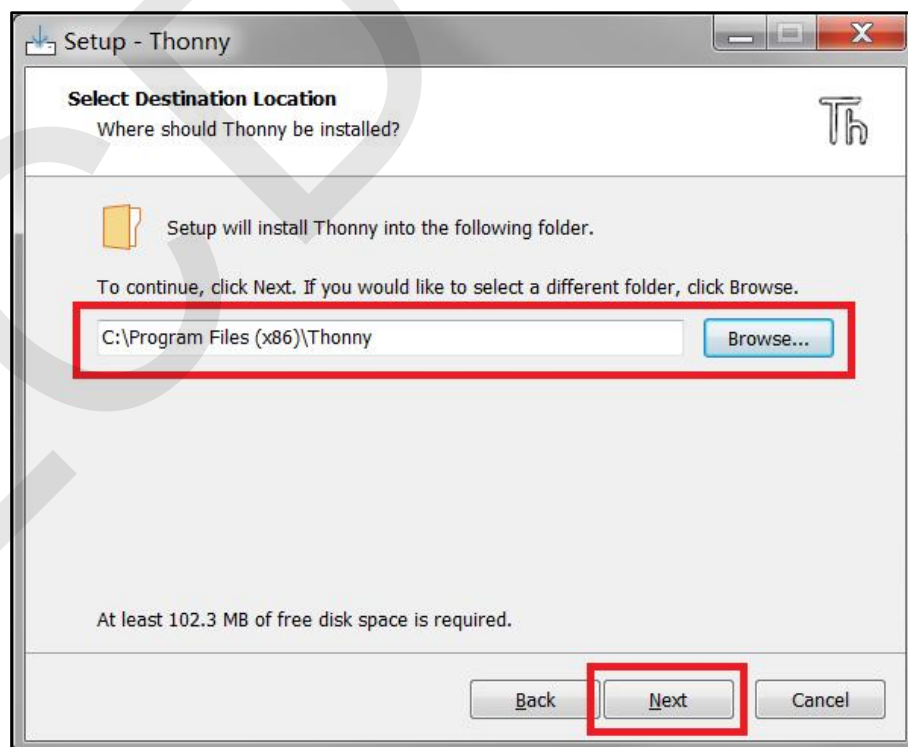 Setup - Thonny
Select Destination Location
Where should Thonny be installed?
Th
Setup will install Thonny into the following folder.
To continue, click Next. If you would like to select a different folder, click Browse.
C:\Program Files (x86)\Thonny
Browse...
At least 102.3 MB of free disk space is required.
Back
Next
Cancel